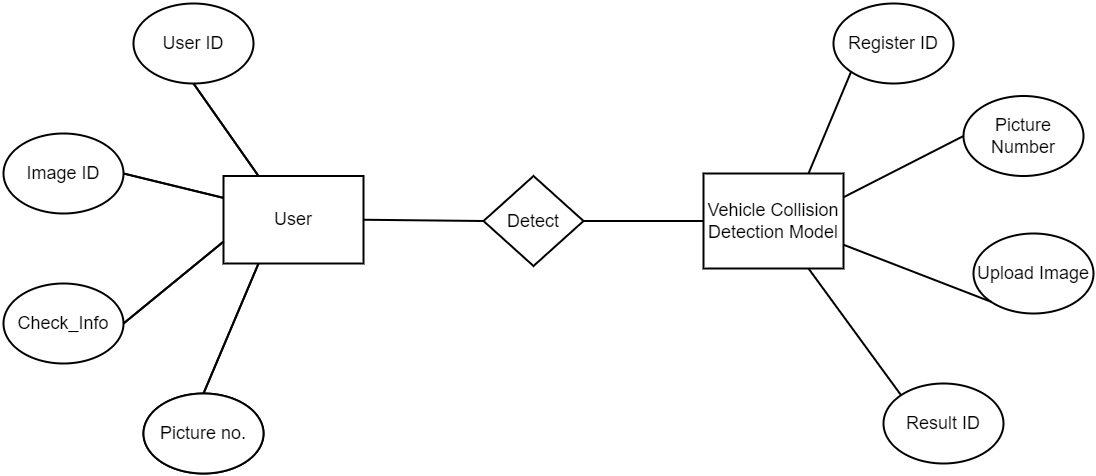 User ID
Register ID
Picture
Number
Image ID
User
Detect
Vehicle Collision
Detection Model
Upload Image
Check_Info
Result ID
Picture no.